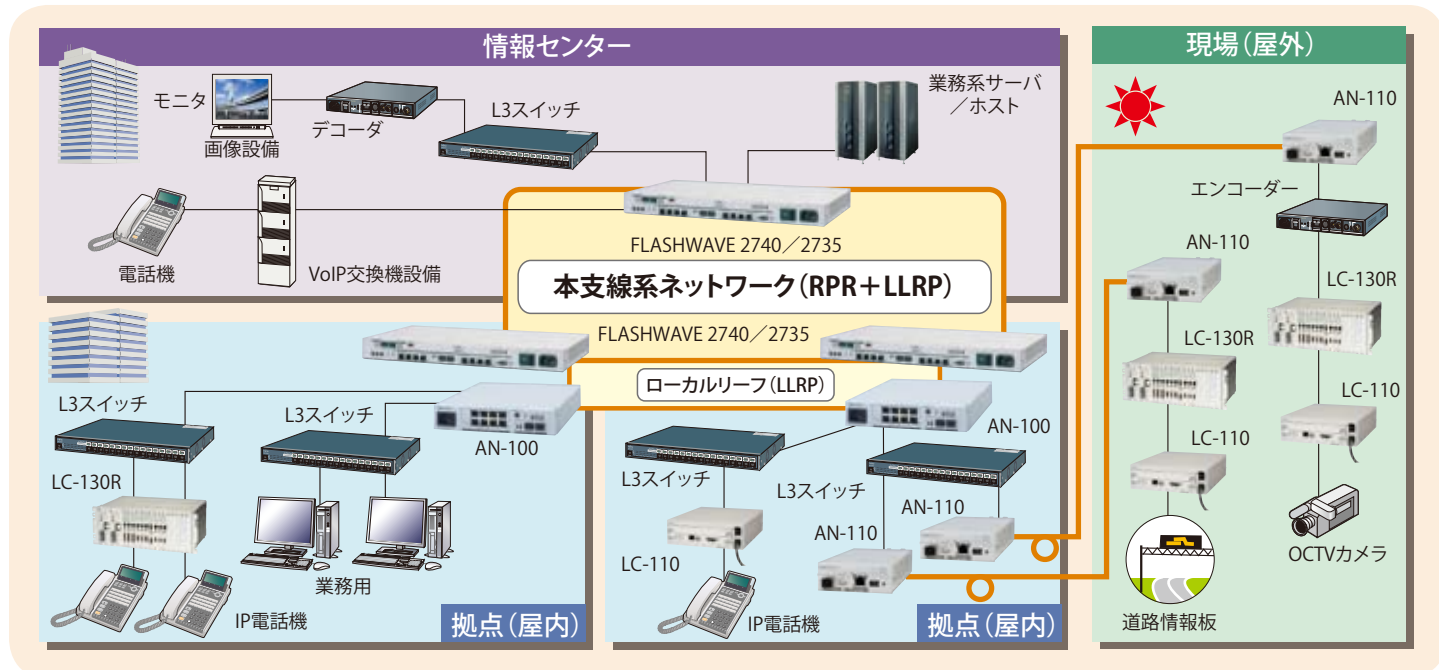 情報センター
モニタ
画像設備
デコーダ
L3スイッチ
業務系サーバ
／ホスト
電話機
VoIP交換機設備
FLASHWAVE 2740／2735
本支線系ネットワーク（RPR＋LLRP）
FLASHWAVE 2740／2735
ローカルリーフ（LLRP）
L3スイッチ
L3スイッチ
AN-100
LC-130R
業務用
IP電話機
拠点（屋内）
AN-100
L3スイッチ
L3スイッチ
AN-110
AN-110
LC-110
IP電話機
拠点（屋内）
現場（屋外）
AN-110
エンコーダー
AN-110
LC-130R
LC-130R
LC-110
LC-110
OCTVカメラ
道路情報板